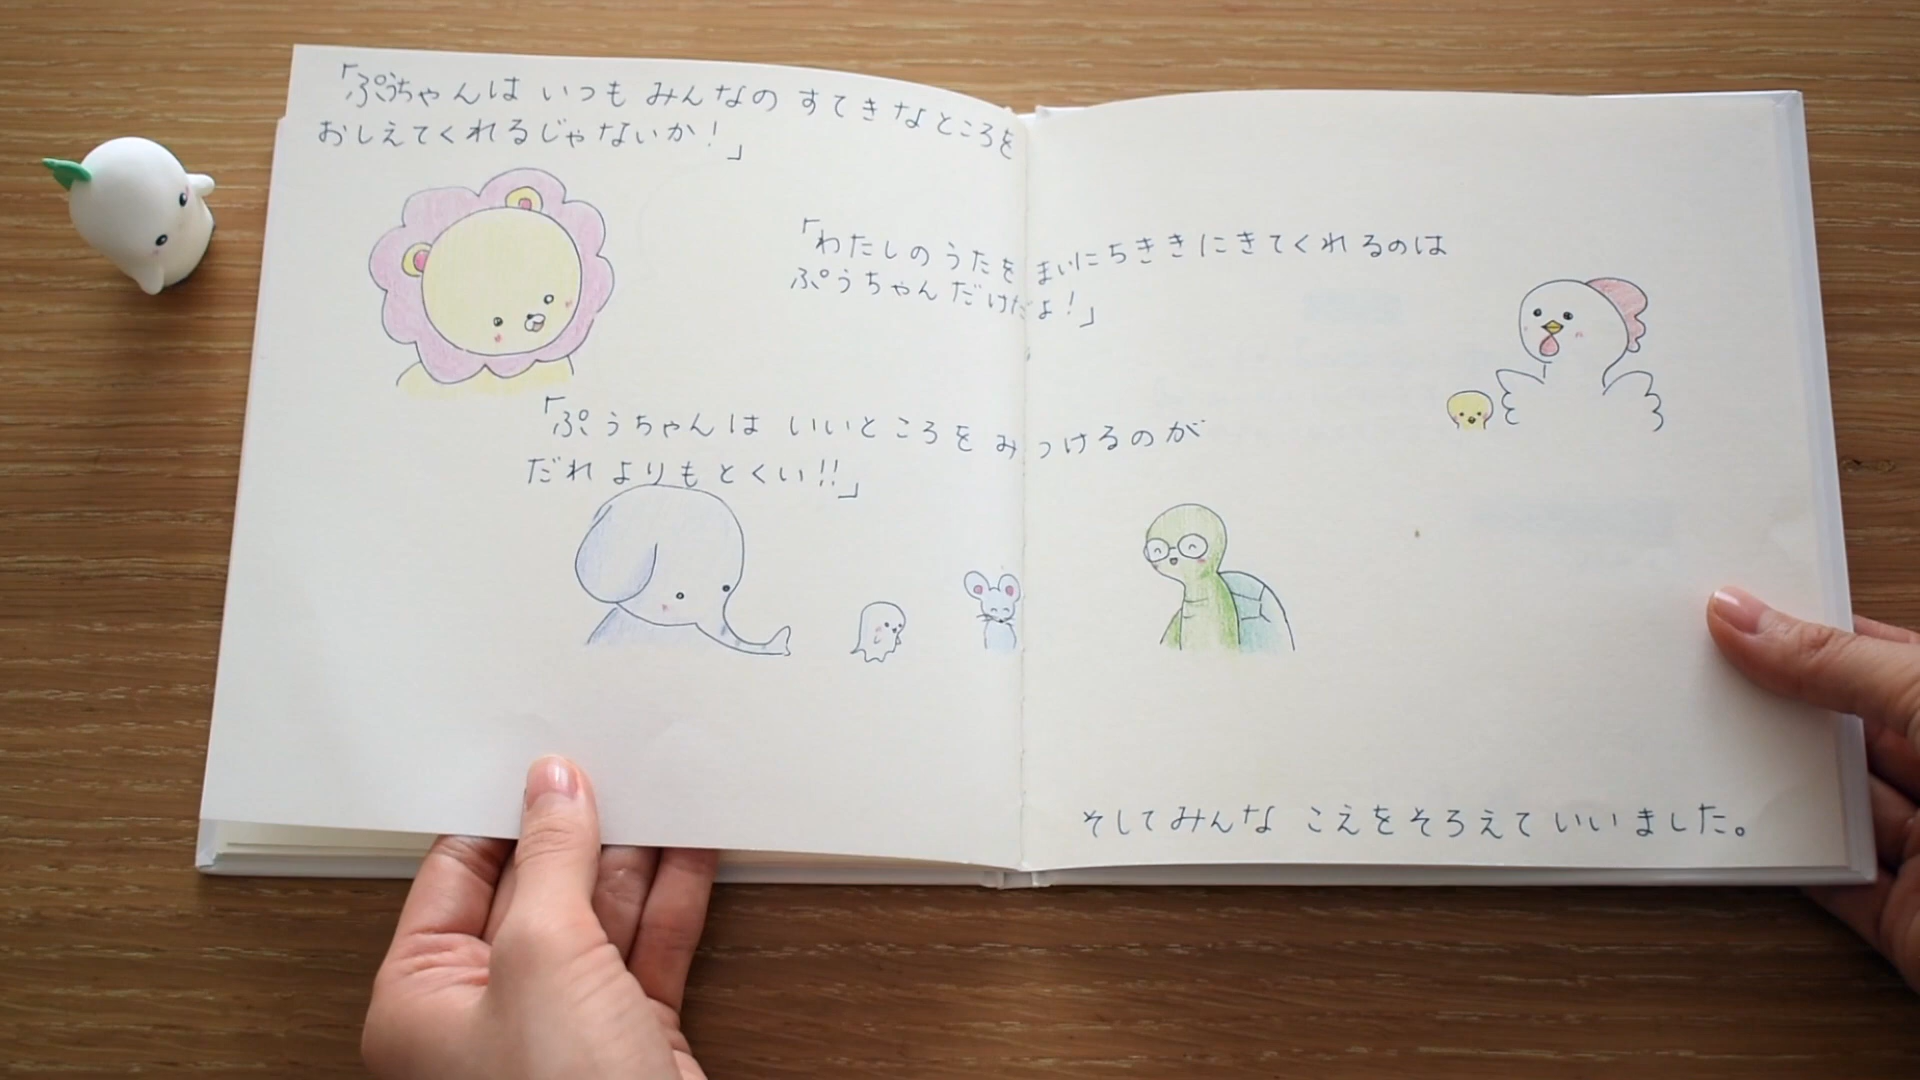 「ぷうちゃんは いつも みんなの すてきなところを
おしえてくれるじゃないか！」
「わたしのうたを まいにちききにきてくれるのは
ぷうちゃんだけだよ！」
「ぷうちゃんは いいところを みつけるのが
だれよりもとくい!!」
そしてみんな こえをそろえていいました。